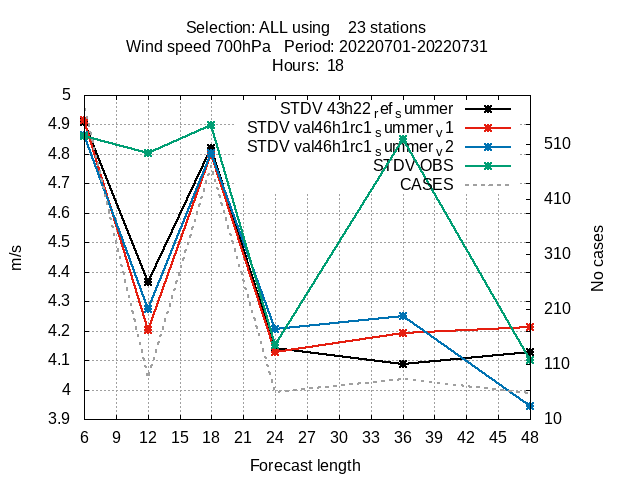 Selection: ALL using 23 stations
Wind speed 700hPa Period: 20220701-20220731
Hours: 18
STDV 43h22refsummer
STDV val46h1rc1summerv1
STDV val46h1rc1summerv2
STDV OBS
CASES
5
4.9
4.8
4.7
4.6
4.5
4.4
4.3
4.2
4.1
4
3.9
m/s
510
410
310
210
110
10
No cases
6 9 12 15 18 21 24 27 30 33 36 39 42 45 48
Forecast length